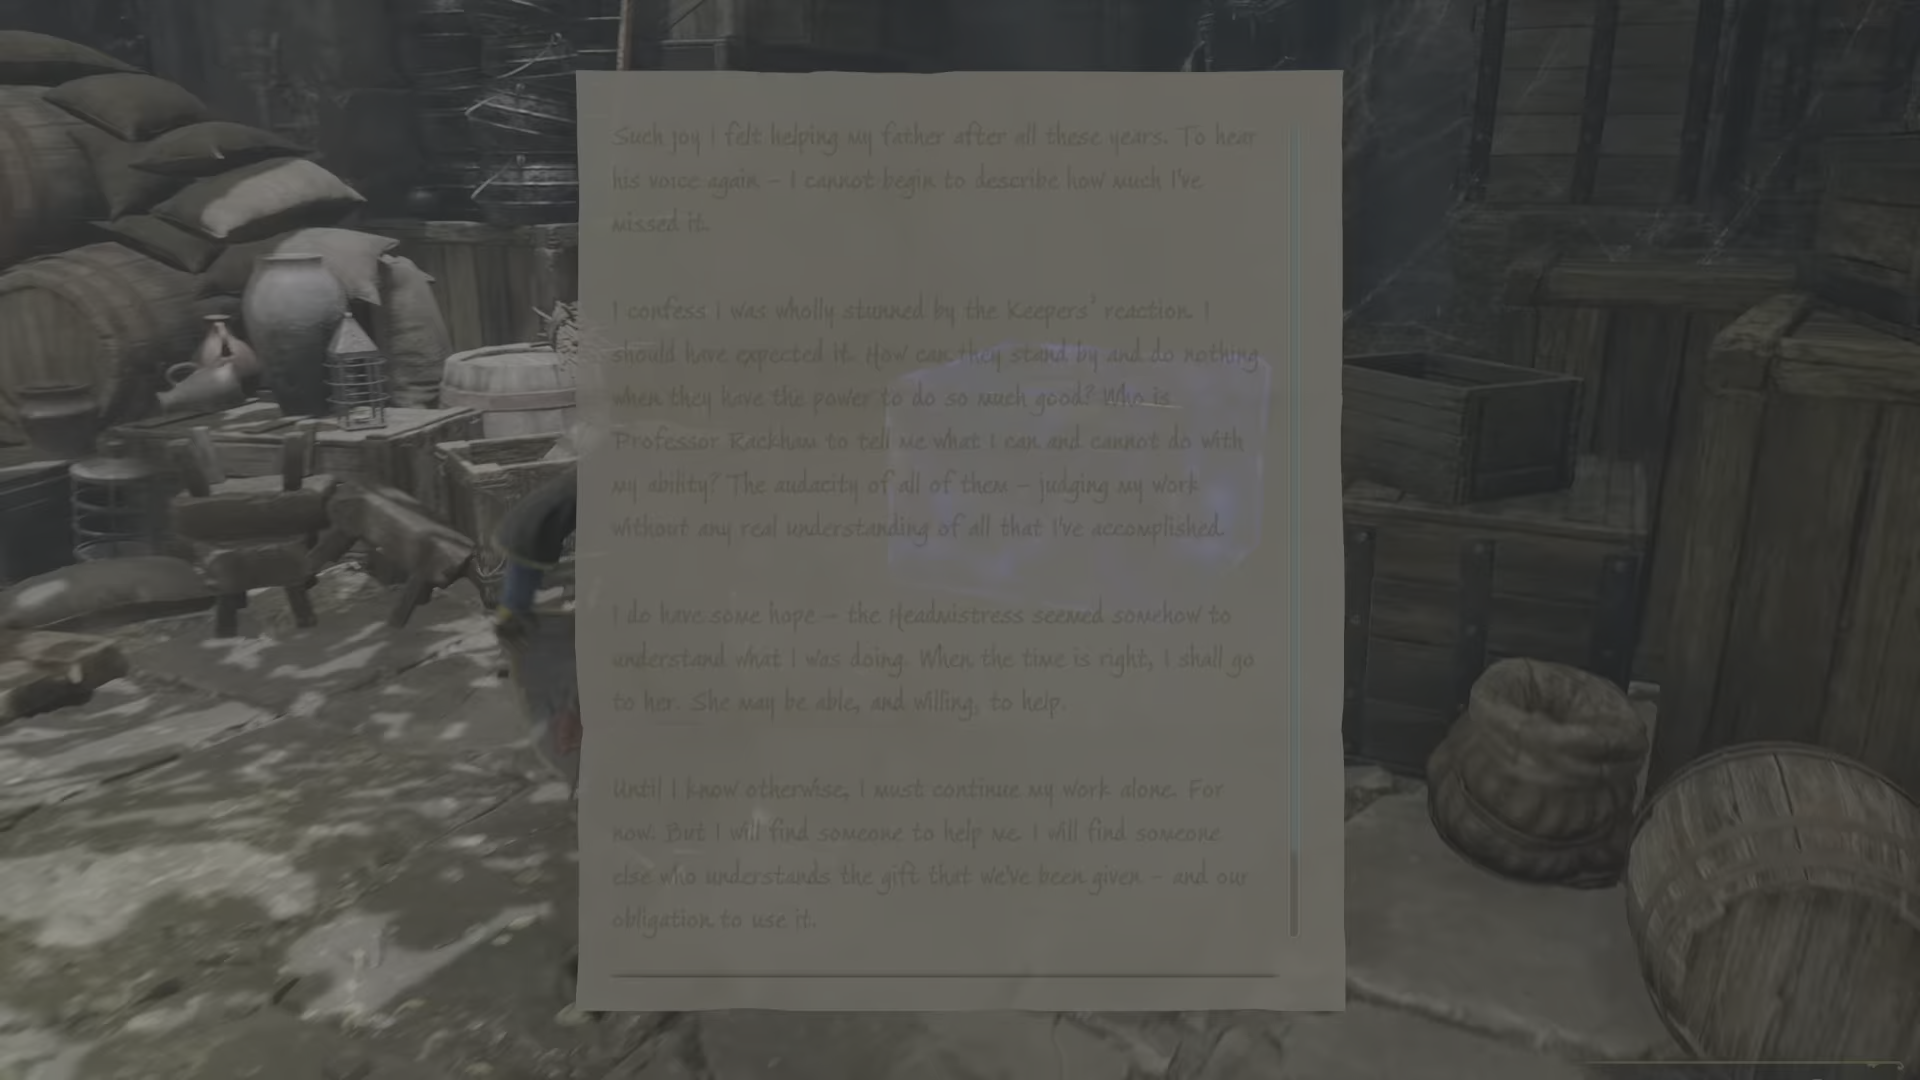 Such joy I felt helping my father after all these years. To hear
his voice again – I cannot begin to describe how much I've
missed it.
I confess I was wholly stunned by the Keepers' reaction. I
should have expected it. How can they stand by and do nothing
when they have the power to do so much good? Who is
Professor Rackham to tell me what I can and cannot do with
my ability? The audacity of all of them – judging my work
without any real understanding of all that I've accomplished.
I do have some hope – the Headmistress seemed somehow to
understand what I was doing. When the time is right, I shall go
to her. She may be able, and willing, to help.
Until I know otherwise, I must continue my work alone. For
now. But I will find someone to help me. I will find someone
else who understands the gift that we've been given – and our
obligation to use it.